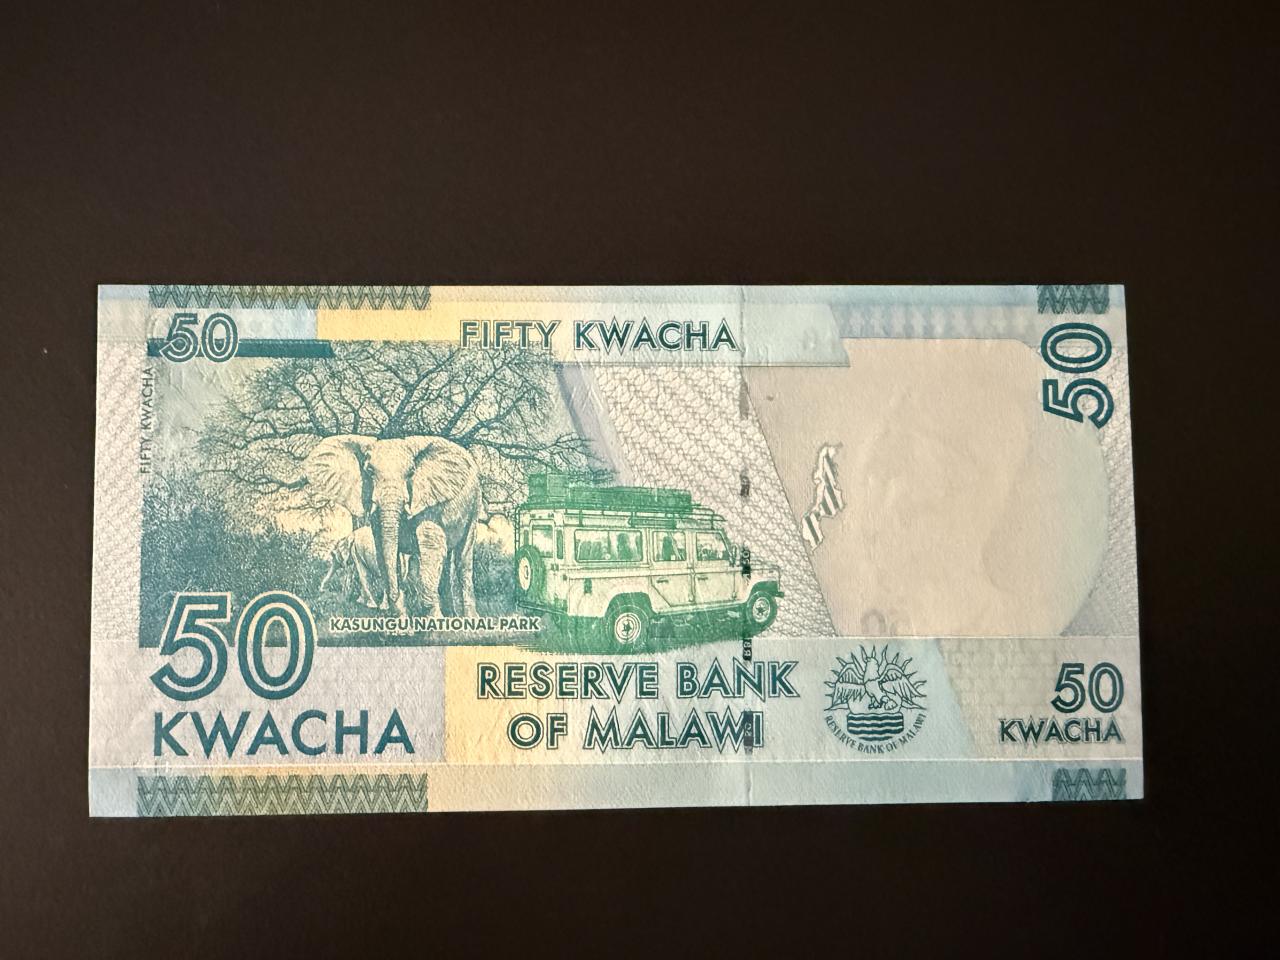 50
FIFTY KWACHA
50
FIFTY KWACHA
KASUNGU NATIONAL PARK
50
KWACHA
RESERVE BANK
OF MALAWI
RESERVE BANK OF MALAWI
50
KWACHA